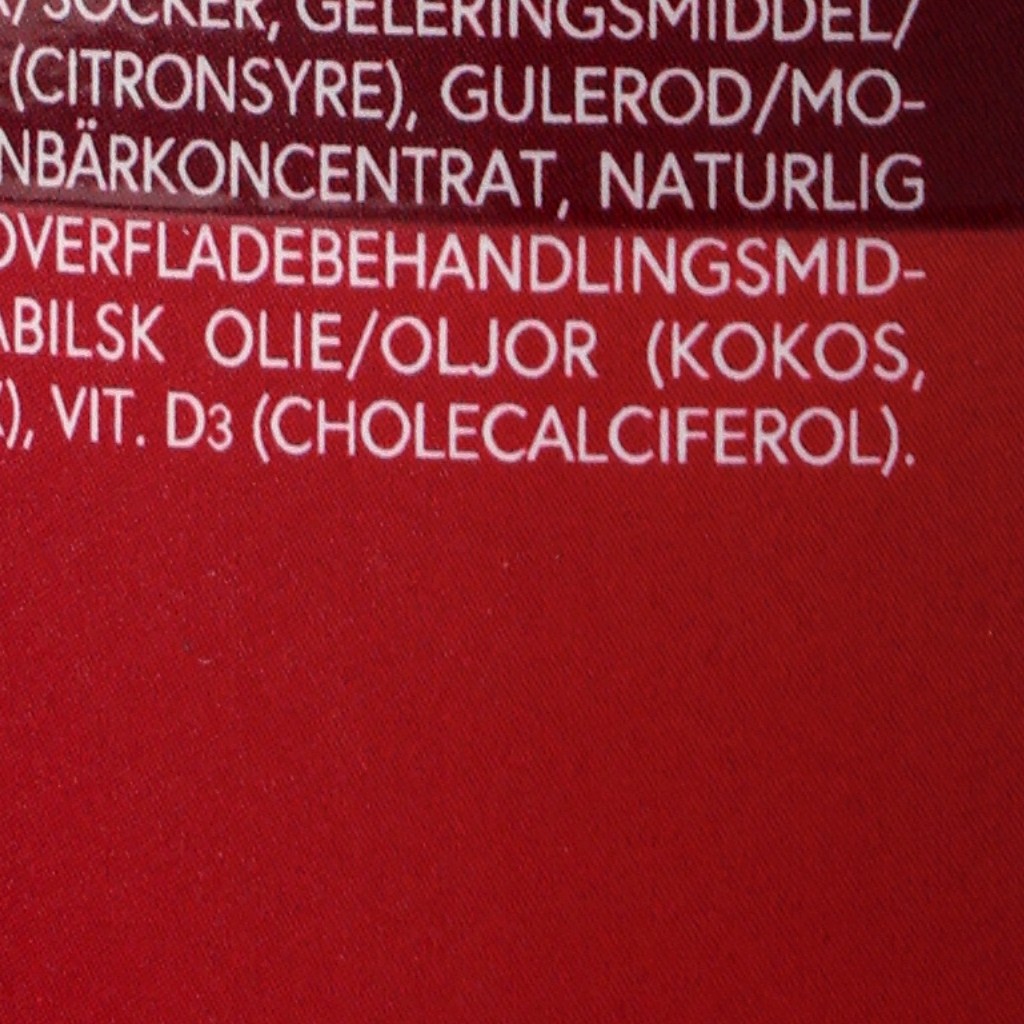 /SOCKER, GELERINGSMIDDEL/
(CITRONSYRE), GULEROD/MO-
NBÄRKONCENTRAT, NATURLIG
OVERFLADEBEHANDLINGSMID-
ABILSK OLIE/OLJOR (KOKOS,
), VIT. D3 (CHOLECALCIFEROL).